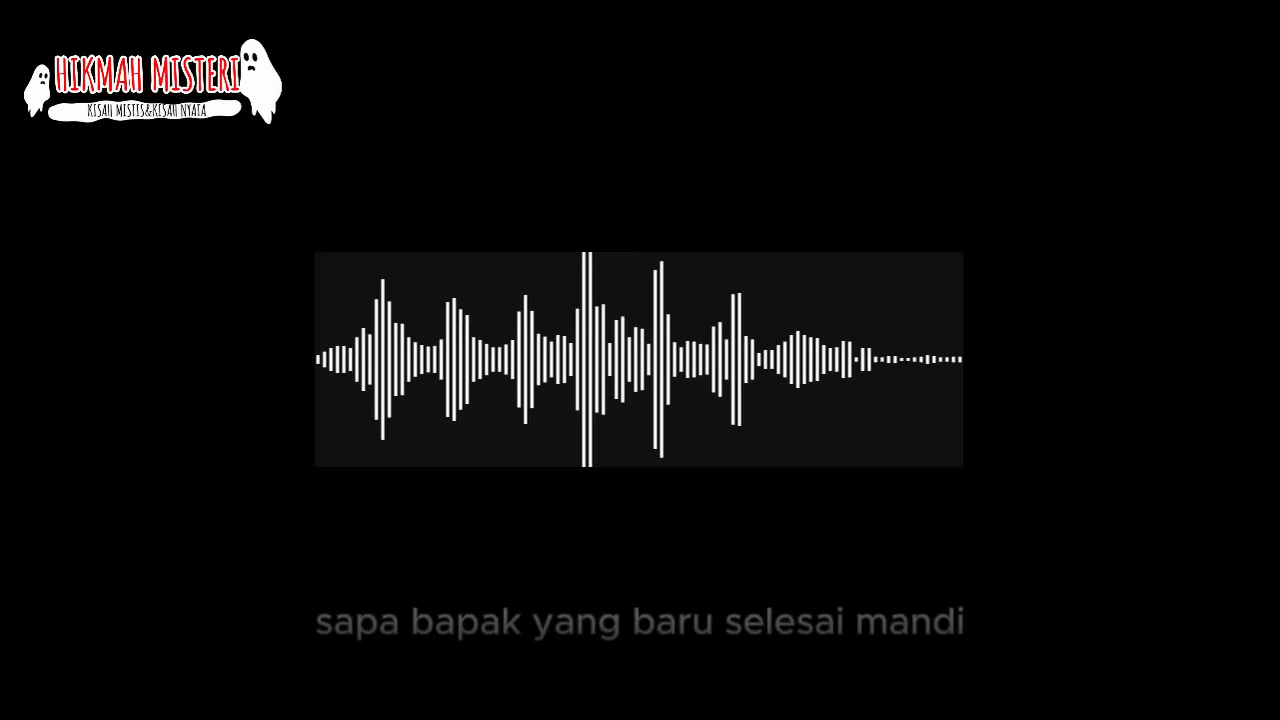 HIKMAH MISTERI
KISAH MISTIS&KISAH NYATA
sapa bapak yang baru selesai mandi